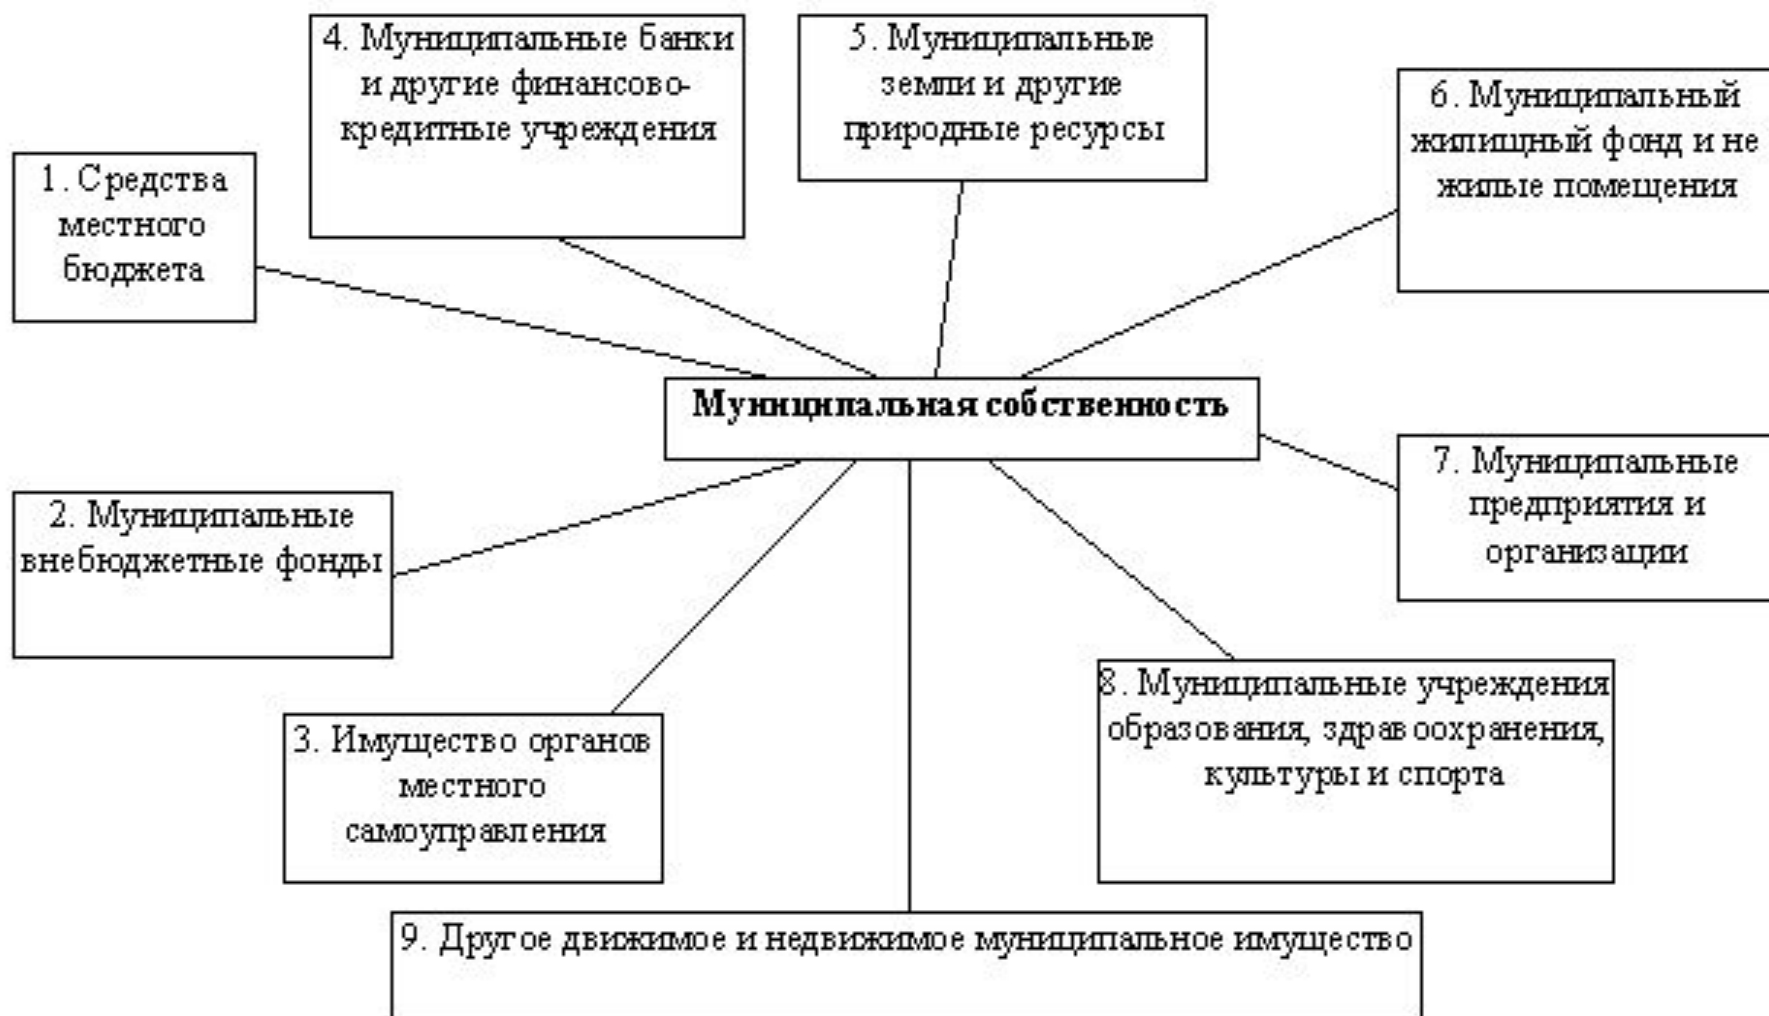 4. Муниципальные банки
и другие финансово-
кредитные учреждения
5. Муниципальные
земли и другие
природные ресурсы
6. Муниципальный
жилищный фонд и не
жилые помещения
1. Средства
местного
бюджета
Муниципальная собственность
2. Муниципальные
внебюджетные фонды
7. Муниципальные
предприятия и
организации
3. Имущество органов
местного
самоуправления
8. Муниципальные учреждения
образования, здравоохранения,
культуры и спорта
9. Другое движимое и недвижимое муниципальное имущество